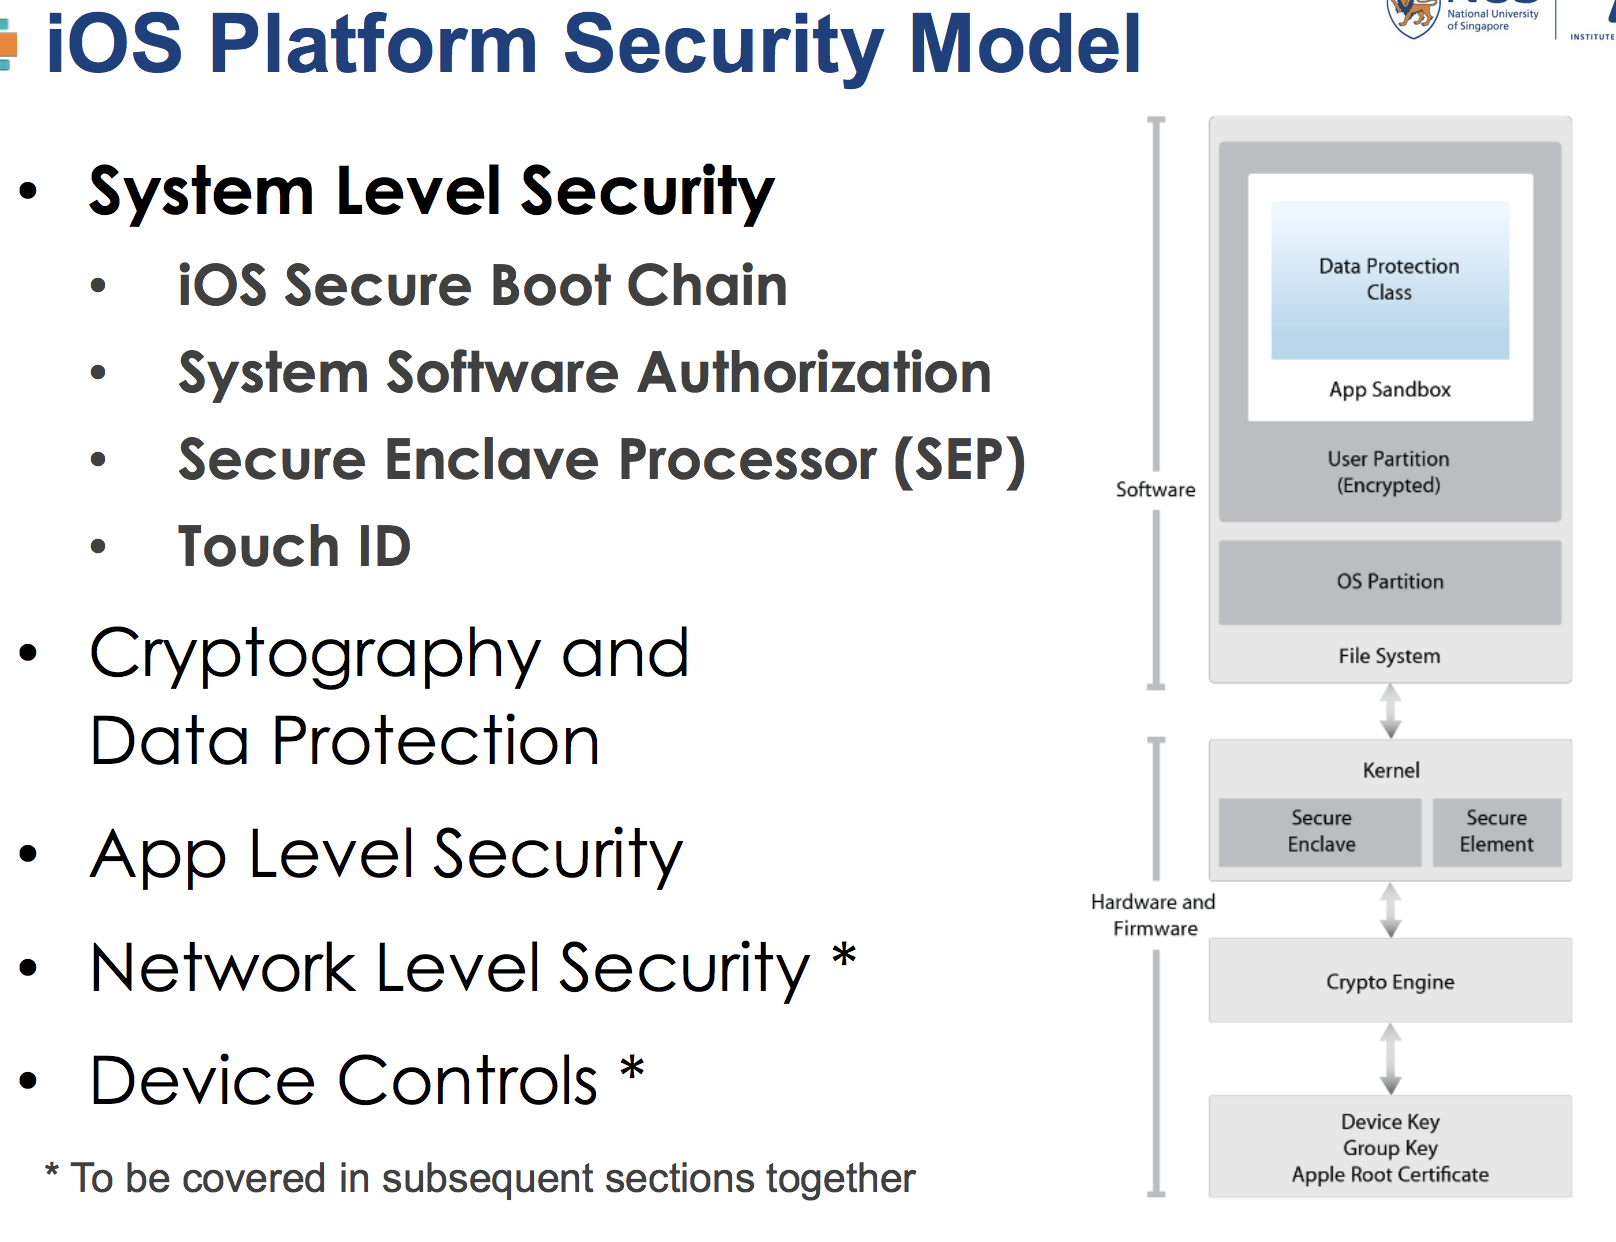 iOS Platform Security Model
National University
of Singapore
INSTITUTE
• System Level Security
• iOS Secure Boot Chain
• System Software Authorization
• Secure Enclave Processor (SEP)
• Touch ID
• Cryptography and
Data Protection
• App Level Security
• Network Level Security *
• Device Controls *
* To be covered in subsequent sections together
Software
Data Protection
Class
App Sandbox
User Partition
(Encrypted)
OS Partition
File System
Hardware and
Firmware
Kernel
Secure
Enclave
Secure
Element
Crypto Engine
Device Key
Group Key
Apple Root Certificate